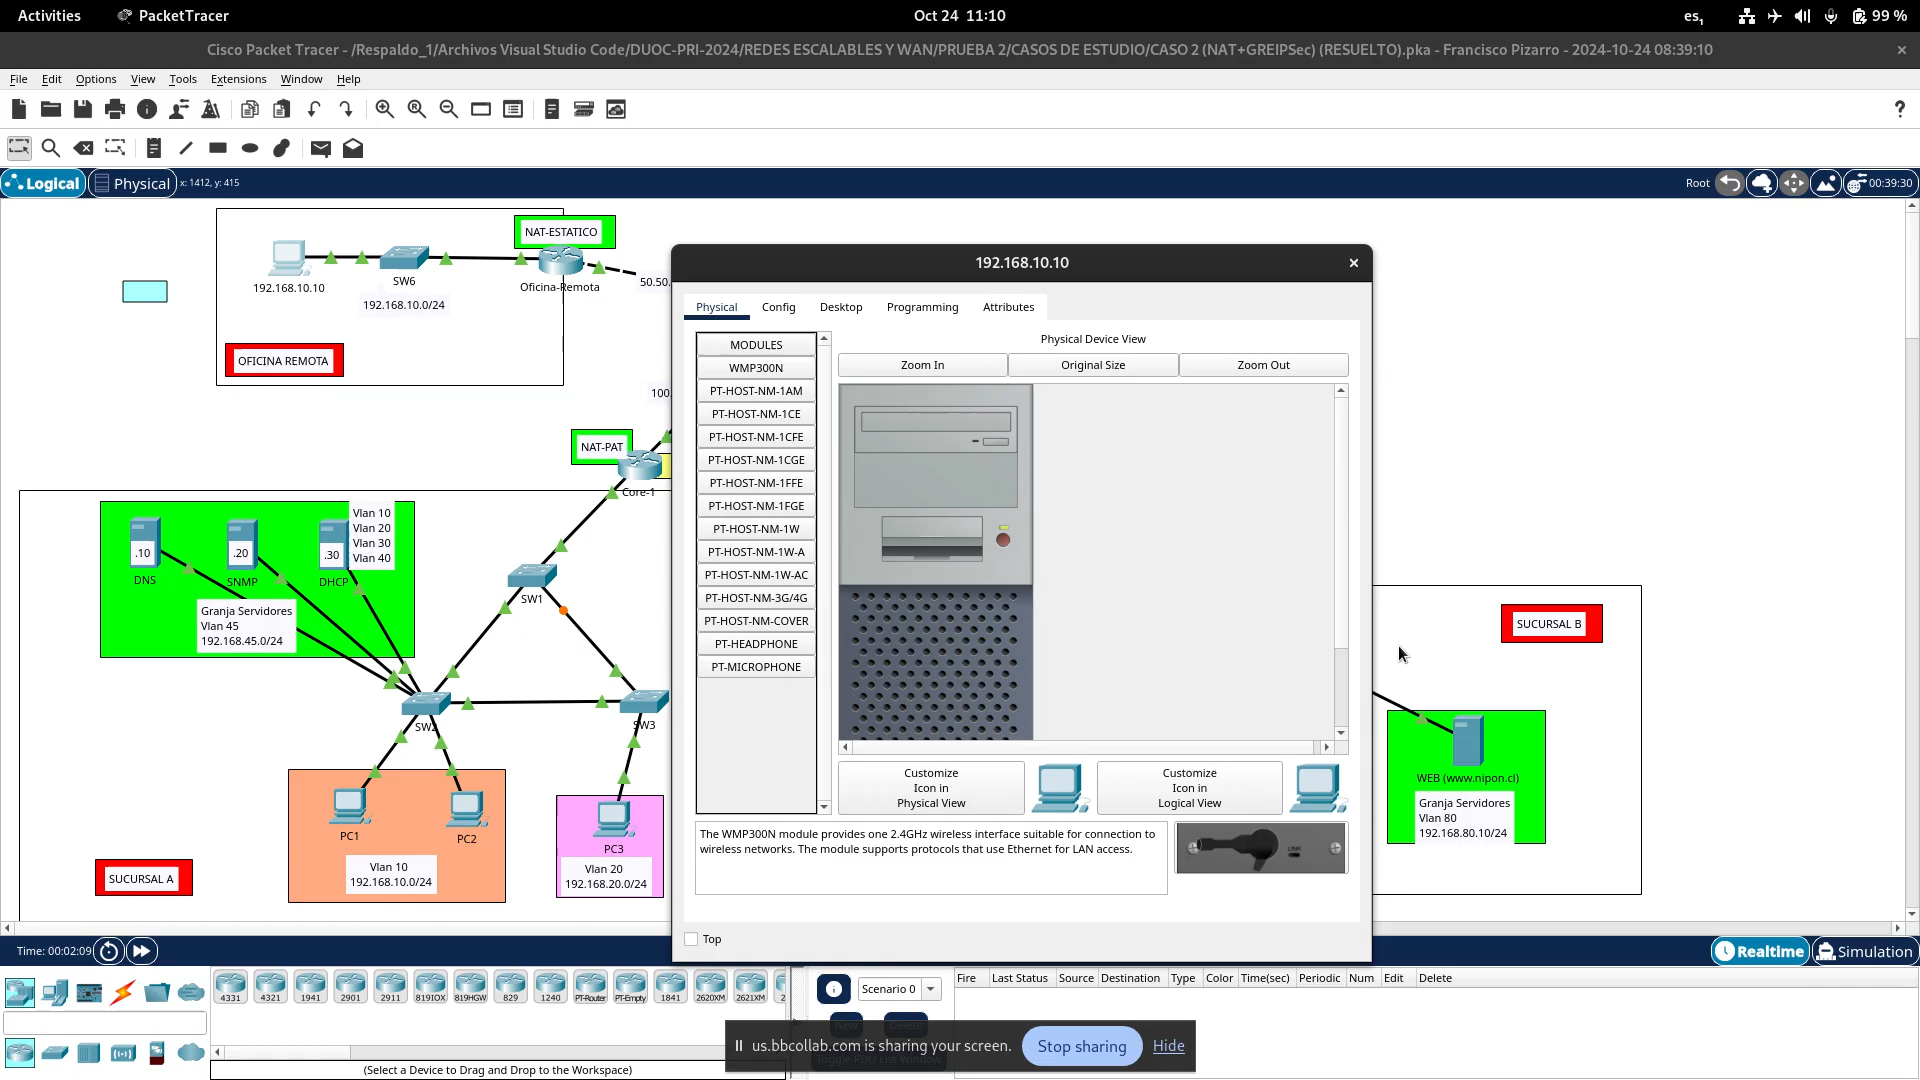 Activities
PacketTracer
Oct 24 11:10
es1
99 %
Cisco Packet Tracer - /Respaldo_1/Archivos Visual Studio Code/DUOC-PRI-2024/REDES ESCALABLES Y WAN/PRUEBA 2/CASOS DE ESTUDIO/CASO 2 (NAT+GREIPSec) (RESUELTO).pka - Francisco Pizarro - 2024-10-24 08:39:10
File Edit Options View Tools Extensions Window Help
Logical
Physical
x: 1412, y: 415
Root
00:39:30
NAT-ESTATICO
192.168.10.10
SW6
192.168.10.0/24
Oficina-Remota
50.50.
OFICINA REMOTA
100.
NAT-PAT
Core-1
Vlan 10
Vlan 20
Vlan 30
Vlan 40
.10
.20
.30
DNS
SNMP
DHCP
Granja Servidores
Vlan 45
192.168.45.0/24
SW1
SW2
SW3
PC1
PC2
Vlan 10
192.168.10.0/24
PC3
Vlan 20
192.168.20.0/24
SUCURSAL A
192.168.10.10
Physical Config Desktop Programming Attributes
MODULES
WMP300N
PT-HOST-NM-1AM
PT-HOST-NM-1CE
PT-HOST-NM-1CFE
PT-HOST-NM-1CGE
PT-HOST-NM-1FFE
PT-HOST-NM-1FGE
PT-HOST-NM-1W
PT-HOST-NM-1W-A
PT-HOST-NM-1W-AC
PT-HOST-NM-3G/4G
PT-HOST-NM-COVER
PT-HEADPHONE
PT-MICROPHONE
Physical Device View
Zoom In
Original Size
Zoom Out
Customize
Icon in
Physical View
Customize
Icon in
Logical View
The WMP300N module provides one 2.4GHz wireless interface suitable for connection to
wireless networks. The module supports protocols that use Ethernet for LAN access.
LINK
Top
SUCURSAL B
WEB (www.nipon.cl)
Granja Servidores
Vlan 80
192.168.80.10/24
Time: 00:02:09
Realtime
Simulation
4331 4321 1941 2901 2911 819IOX 819HGW 829 1240 PT-Router PT-Empty 1841 2620XM 2621XM 2
(Select a Device to Drag and Drop to the Workspace)
Scenario 0
New
Delete
Toggle PDU List Window
Fire Last Status Source Destination Type Color Time(sec) Periodic Num Edit Delete
us.bbcollab.com is sharing your screen.
Stop sharing
Hide